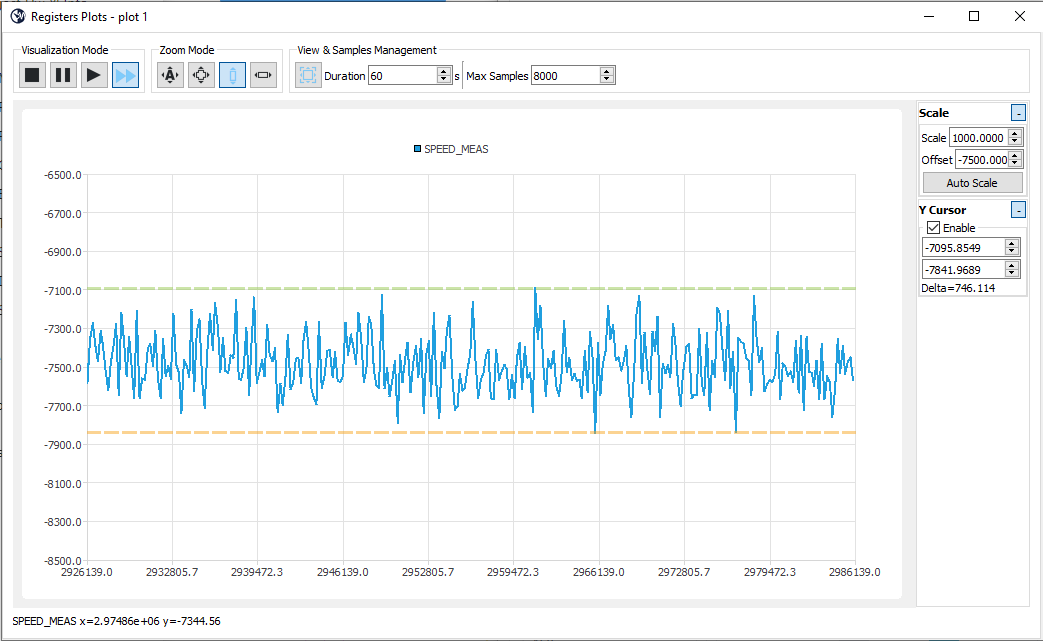 Registers Plots - plot 1
Visualization Mode
Zoom Mode
View & Samples Management
A
Duration 60 s Max Samples 8000
SPEED_MEAS
-6500.0
-6700.0
-6900.0
-7100.0
-7300.0
-7500.0
-7700.0
-7900.0
-8100.0
-8300.0
-8500.0
2926139.0 2932805.7 2939472.3 2946139.0 2952805.7 2959472.3 2966139.0 2972805.7 2979472.3 2986139.0
Scale -
Scale 1000.0000
Offset -7500.000
Auto Scale
Y Cursor -
Enable
-7095.8549
-7841.9689
Delta=746.114
SPEED_MEAS x=2.97486e+06 y=-7344.56